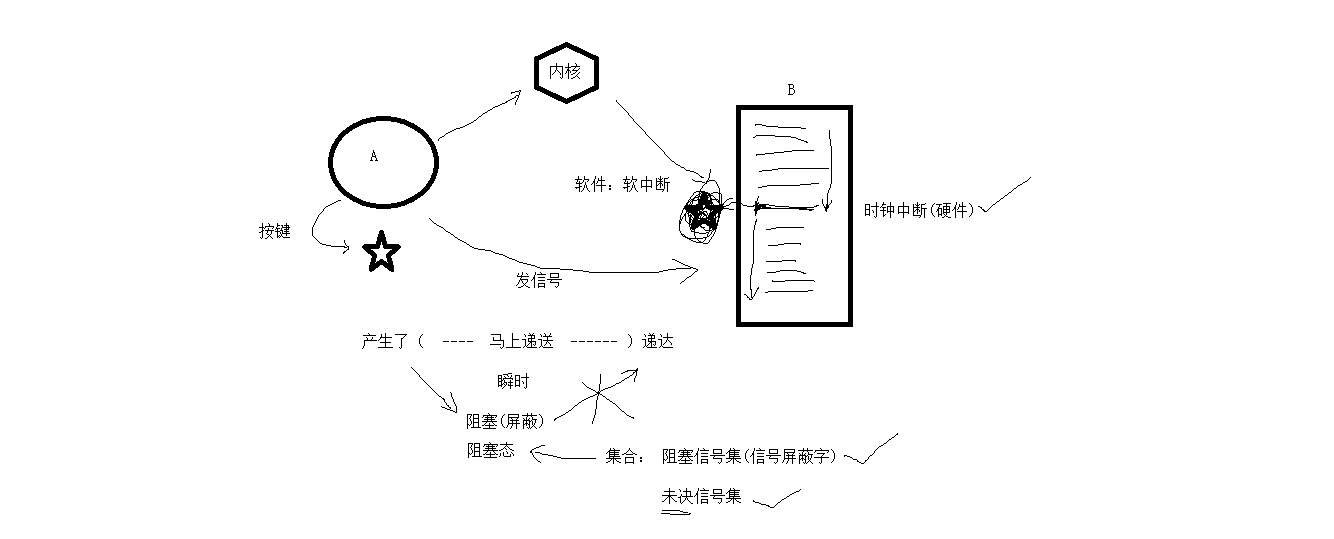 内核
B
A
软件：软中断
时钟中断(硬件)
按键
发信号
产生了（ ---- 马上递送 ------ ）递达
瞬时
阻塞(屏蔽)
阻塞态
集合： 阻塞信号集(信号屏蔽字)
未决信号集